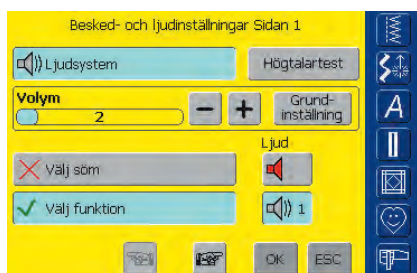 Besked- och ljudinställningar Sidan 1
Ljudsystem
Högtalartest
Volym
2
− +
Grund-
inställning
Ljud
Välj söm
Välj funktion
1
OK ESC
A